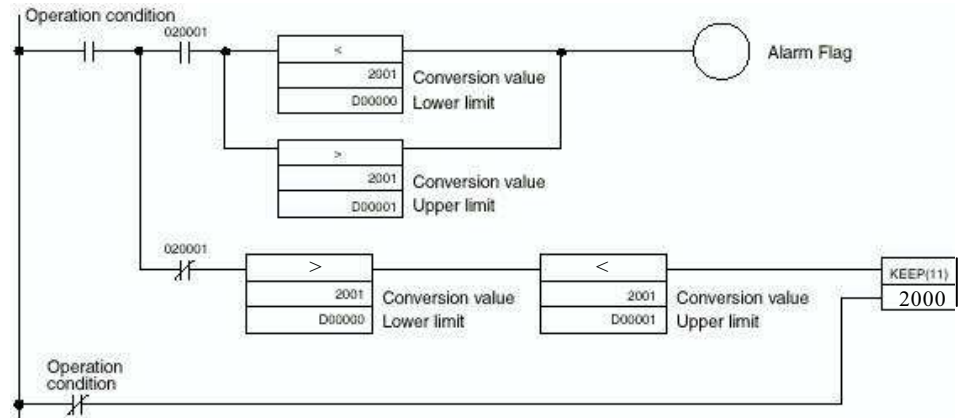 Operation condition
020001
<
2001 Conversion value
D00000 Lower limit
Alarm Flag
>
2001 Conversion value
D00001 Upper limit
020001
>
2001 Conversion value
D00000 Lower limit
<
2001 Conversion value
D00001 Upper limit
KEEP(11)
2000
Operation
condition